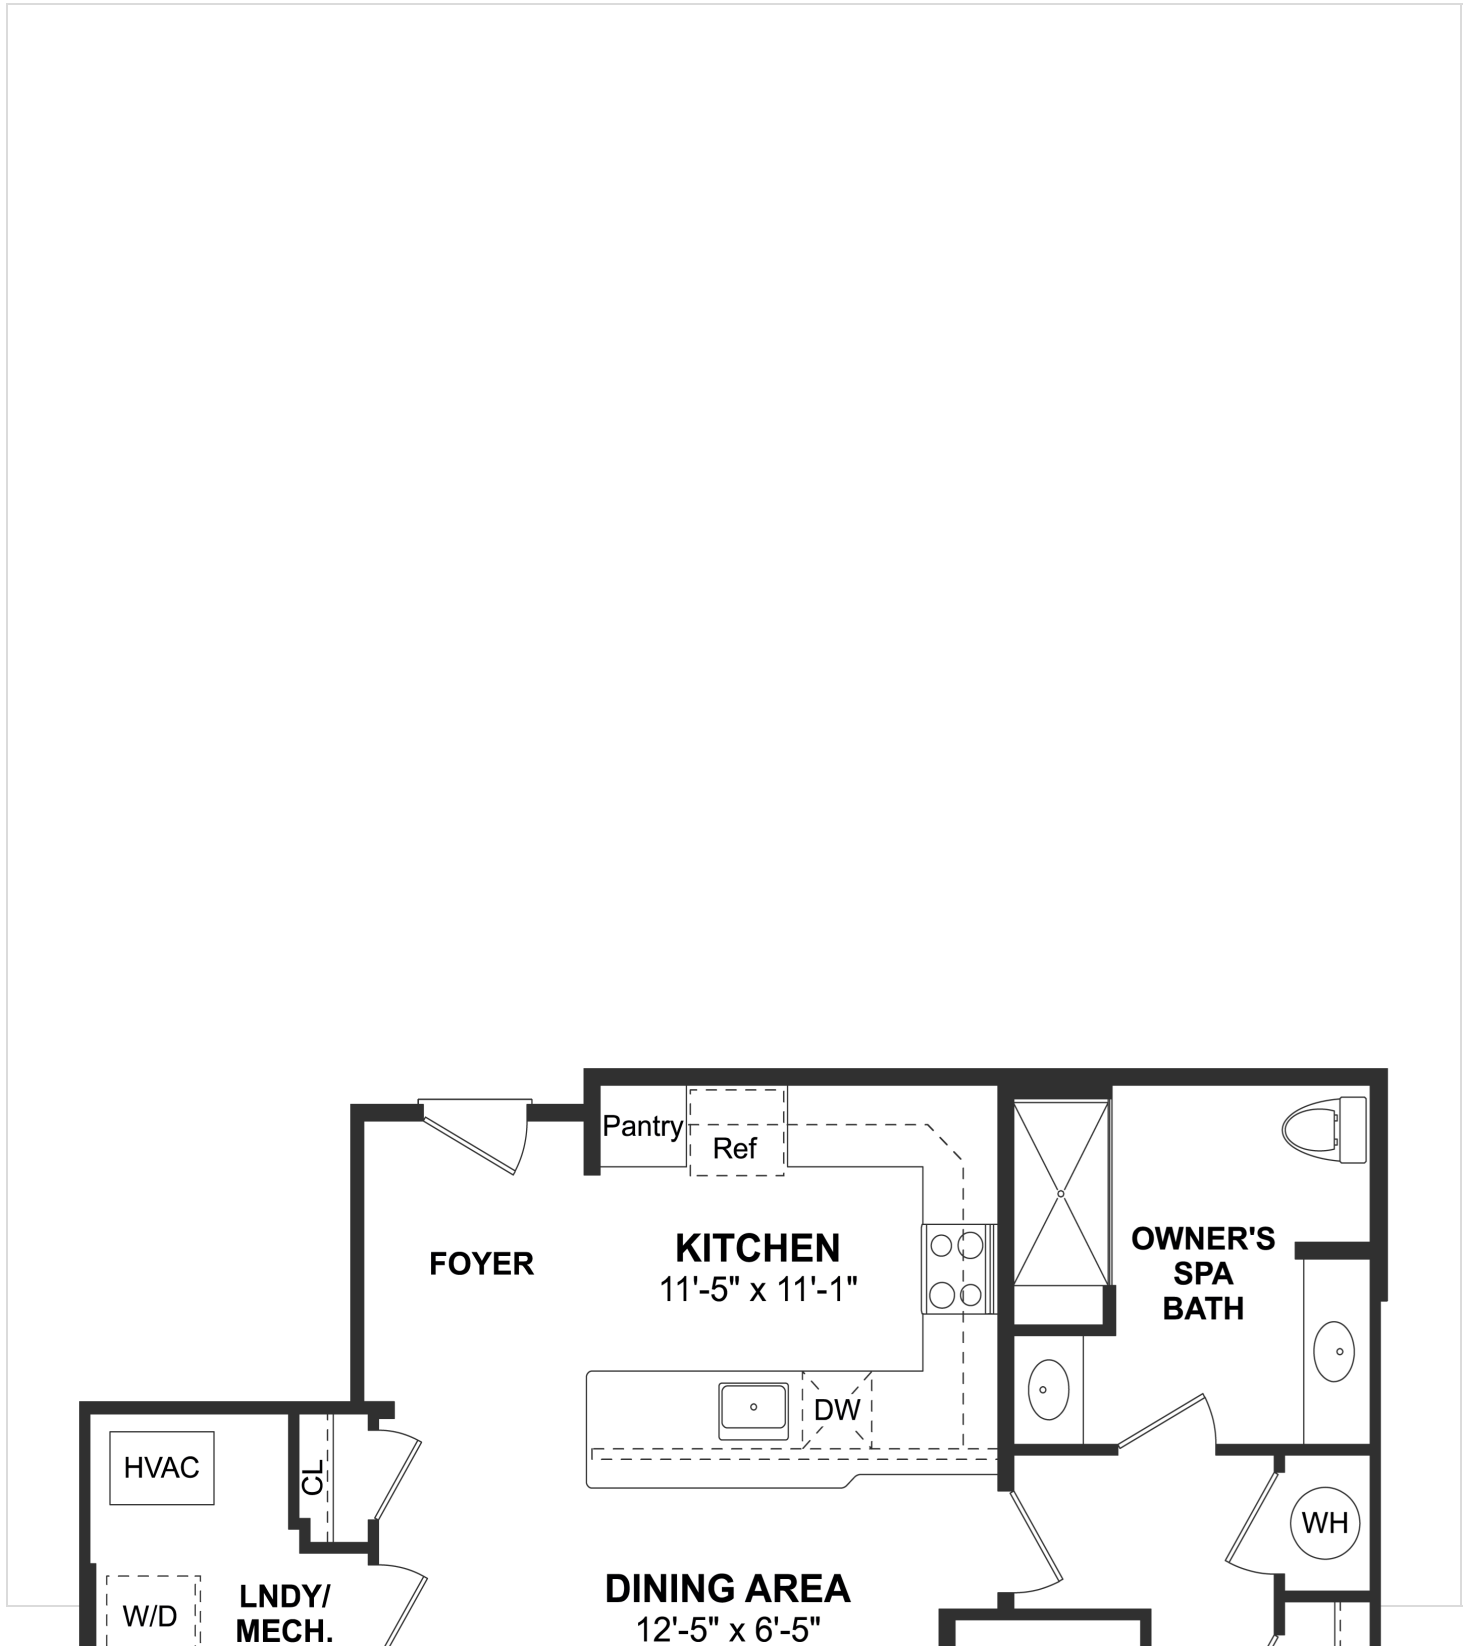 Pantry
Ref
FOYER
KITCHEN
11'-5" x 11'-1"
OWNER'S
SPA
BATH
DW
HVAC
CL
WH
DINING AREA
12'-5" x 6'-5"
LNDY/
MECH.
W/D